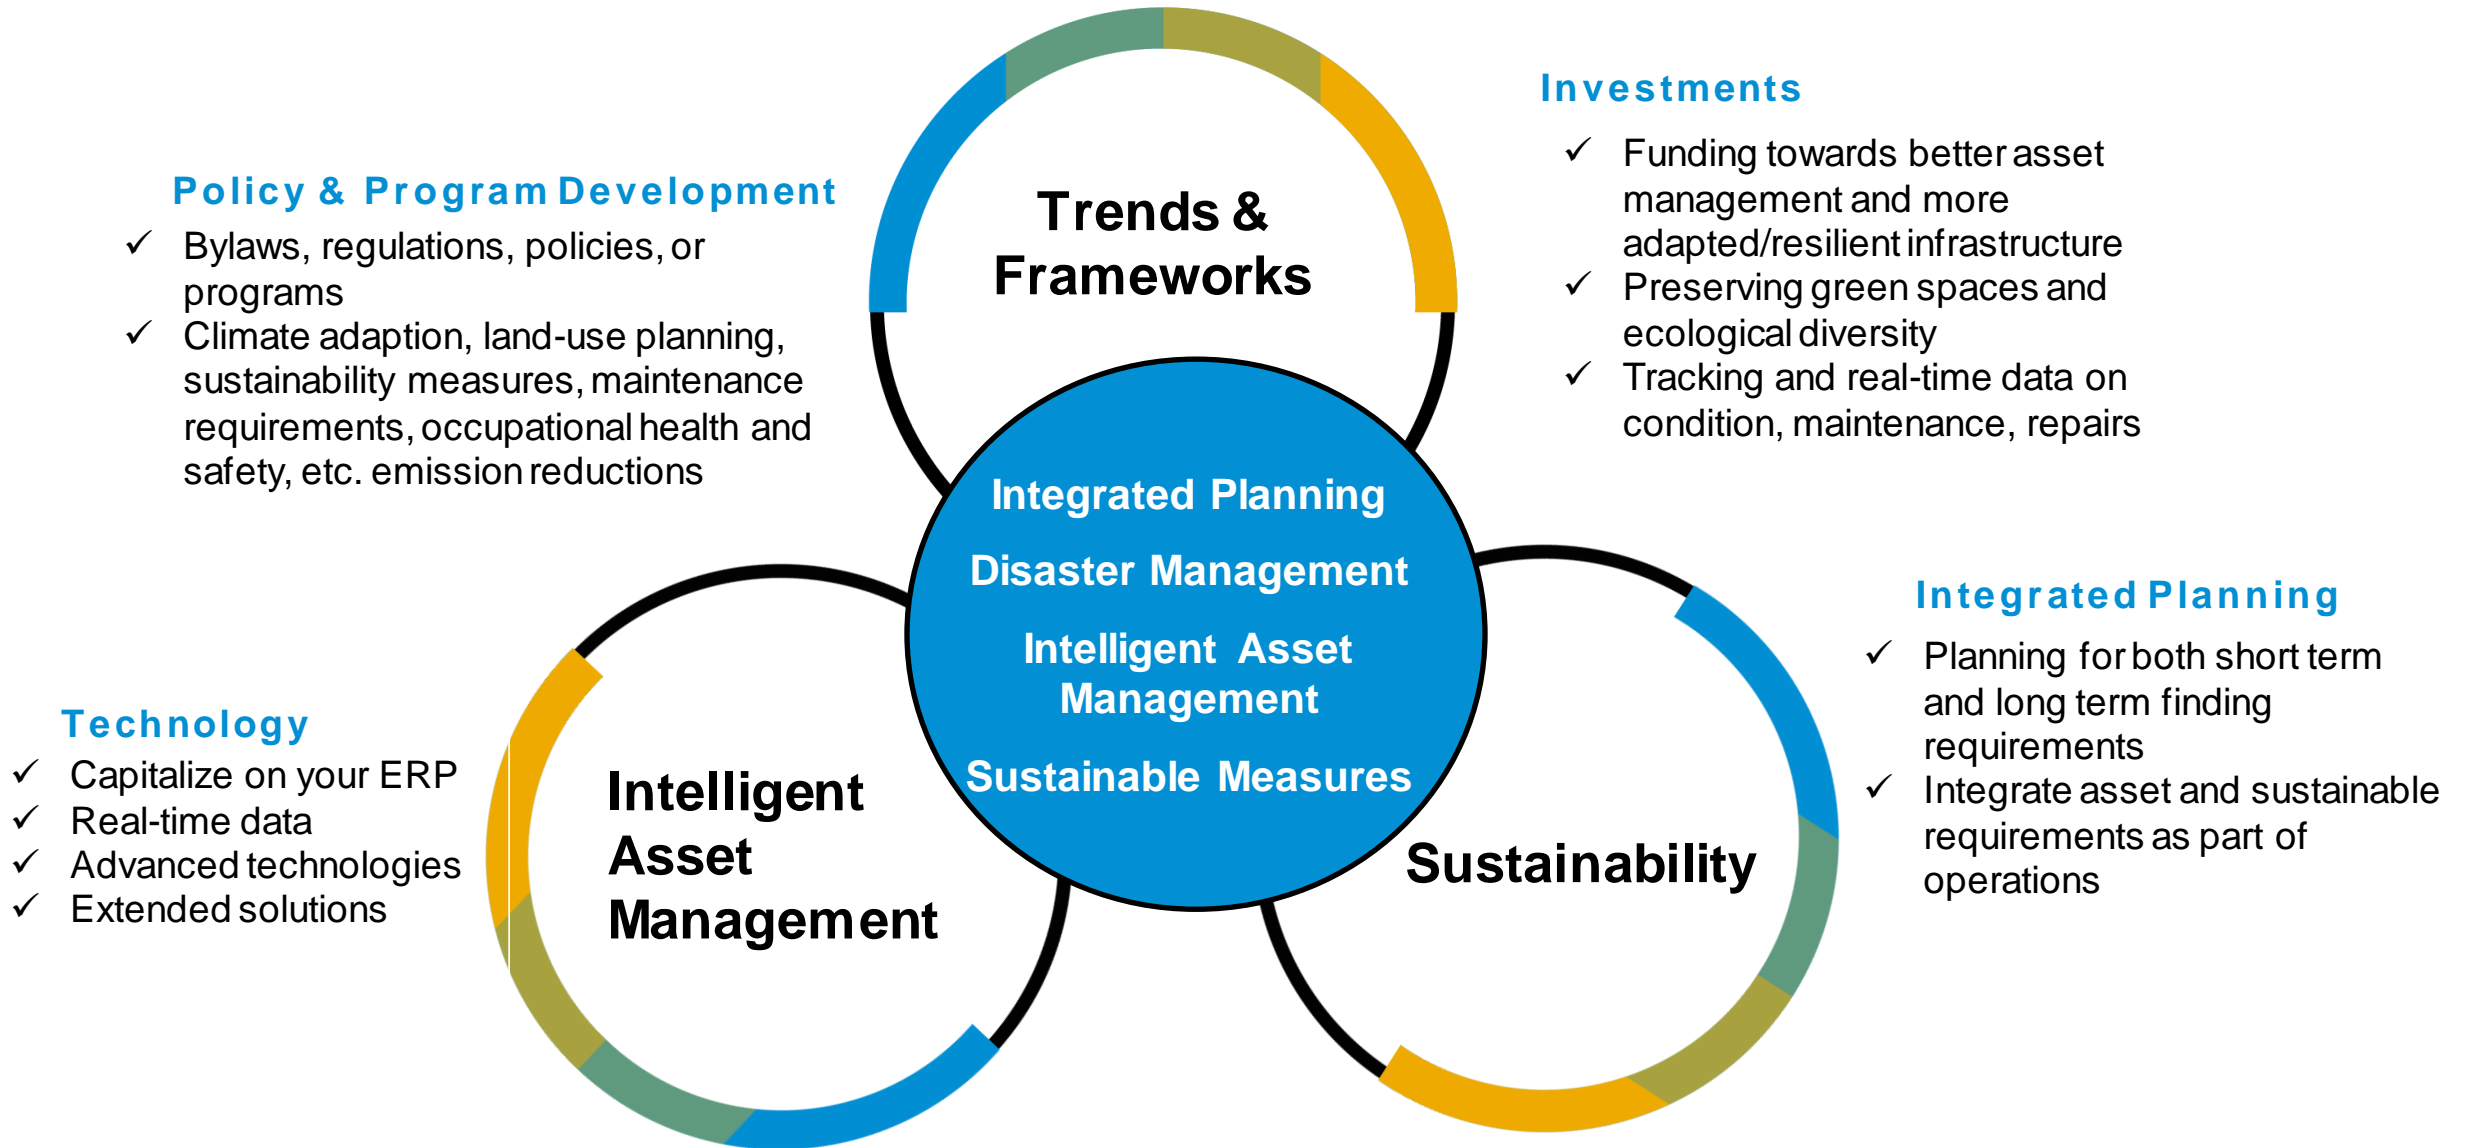 Trends &
Frameworks
Policy & Program Development
✓ Bylaws, regulations, policies, or
programs
✓ Climate adaption, land-use planning,
sustainability measures, maintenance
requirements, occupational health and
safety, etc. emission reductions
Investments
✓ Funding towards better asset
management and more
adapted/resilient infrastructure
✓ Preserving green spaces and
ecological diversity
✓ Tracking and real-time data on
condition, maintenance, repairs
Integrated Planning
Disaster Management
Intelligent Asset
Management
Sustainable Measures
Technology
✓ Capitalize on your ERP
✓ Real-time data
✓ Advanced technologies
✓ Extended solutions
Intelligent
Asset
Management
Sustainability
Integrated Planning
✓ Planning for both short term
and long term finding
requirements
✓ Integrate asset and sustainable
requirements as part of
operations